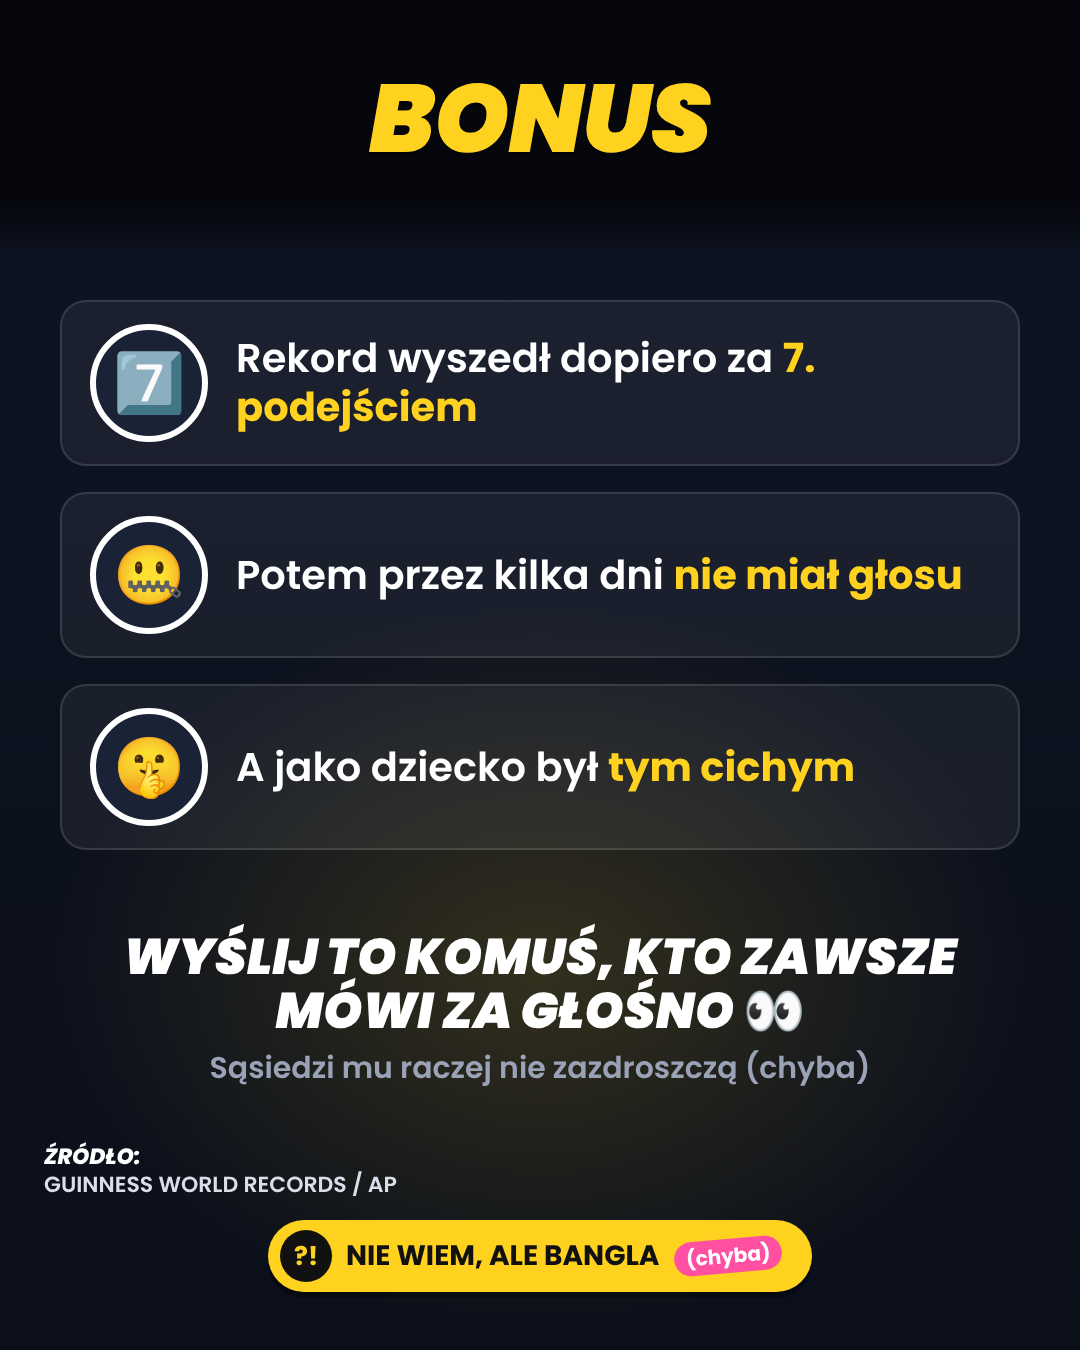 BONUS
7
Rekord wyszedł dopiero za 7.
podejściem
Potem przez kilka dni nie miał głosu
A jako dziecko był tym cichym
WYŚLIJ TO KOMUŚ, KTO ZAWSZE
MÓWI ZA GŁOŚNO 👀
Sąsiedzi mu raczej nie zazdroszczą (chyba)
ŹRÓDŁO:
GUINNESS WORLD RECORDS / AP
?! NIE WIEM, ALE BANGLA (chyba)